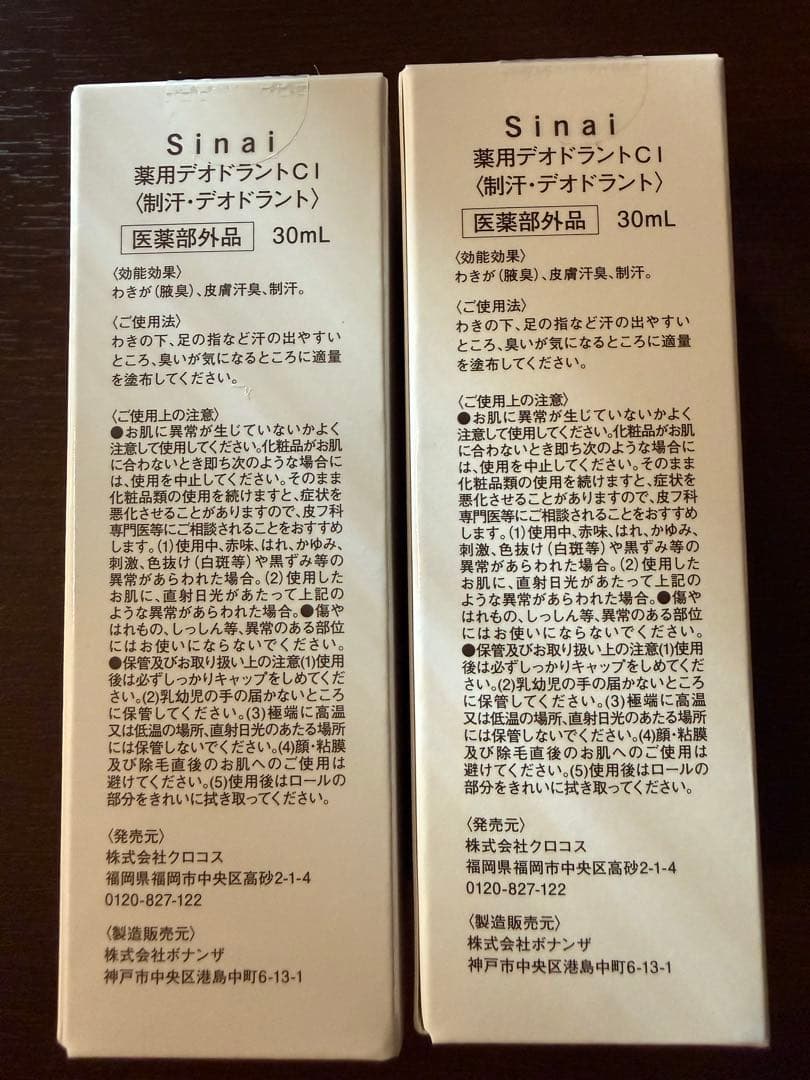 Sinai
薬用デオドラントCI
〈制汗・デオドラント〉
医薬部外品 30mL
〈効能効果〉
わきが(腋臭)、皮膚汗臭、制汗。
〈ご使用法〉
わきの下、足の指など汗の出やすい
ところ、臭いが気になるところに適量
を塗布してください。
〈ご使用上の注意〉
●お肌に異常が生じていないかよく
注意して使用してください。化粧品がお肌
に合わないとき即ち次のような場合に
は、使用を中止してください。そのまま
化粧品類の使用を続けますと、症状を
悪化させることがありますので、皮フ科
専門医等にご相談されることをおすすめ
します。(1)使用中、赤味、はれ、かゆみ、
刺激、色抜け(白斑等)や黒ずみ等の
異常があらわれた場合。(2)使用した
お肌に、直射日光があたって上記の
ような異常があらわれた場合。●傷や
はれもの、しっしん等、異常のある部位
にはお使いにならないでください。
●保管及びお取り扱い上の注意(1)使用
後は必ずしっかりキャップをしめてくだ
さい。(2)乳幼児の手の届かないところ
に保管してください。(3)極端に高温
又は低温の場所、直射日光のあたる場所
には保管しないでください。(4)顔・粘膜
及び除毛直後のお肌へのご使用は
避けてください。(5)使用後はロールの
部分をきれいに拭き取ってください。
〈発売元〉
株式会社クロコス
福岡県福岡市中央区高砂2-1-4
0120-827-122
〈製造販売元〉
株式会社ボナンザ
神戸市中央区港島中町6-13-1
Sinai
薬用デオドラントCI
〈制汗・デオドラント〉
医薬部外品 30mL
〈効能効果〉
わきが(腋臭)、皮膚汗臭、制汗。
〈ご使用法〉
わきの下、足の指など汗の出やすい
ところ、臭いが気になるところに適量
を塗布してください。
〈ご使用上の注意〉
●お肌に異常が生じていないかよく
注意して使用してください。化粧品がお肌
に合わないとき即ち次のような場合に
は、使用を中止してください。そのまま
化粧品類の使用を続けますと、症状を
悪化させることがありますので、皮フ科
専門医等にご相談されることをおすすめ
します。(1)使用中、赤味、はれ、かゆみ、
刺激、色抜け(白斑等)や黒ずみ等の
異常があらわれた場合。(2)使用した
お肌に、直射日光があたって上記の
ような異常があらわれた場合。●傷や
はれもの、しっしん等、異常のある部位
にはお使いにならないでください。
●保管及びお取り扱い上の注意(1)使用
後は必ずしっかりキャップをしめてくだ
さい。(2)乳幼児の手の届かないところ
に保管してください。(3)極端に高温
又は低温の場所、直射日光のあたる場所
には保管しないでください。(4)顔・粘膜
及び除毛直後のお肌へのご使用は
避けてください。(5)使用後はロールの
部分をきれいに拭き取ってください。
〈発売元〉
株式会社クロコス
福岡県福岡市中央区高砂2-1-4
0120-827-122
〈製造販売元〉
株式会社ボナンザ
神戸市中央区港島中町6-13-1